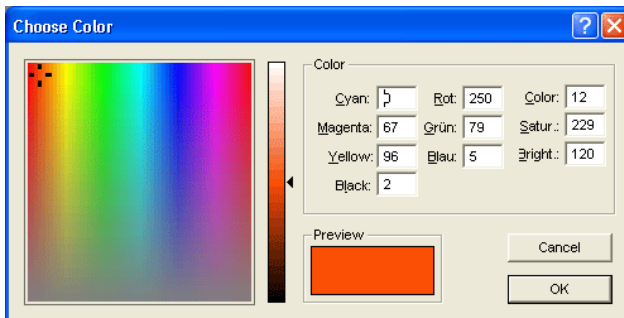 Choose Color
Color
Cyan: Rot: 250 Color: 12
Magenta: 67 Grün: 79 Satur.: 229
Yellow: 96 Blau: 5 Bright.: 120
Black: 2
Preview
Cancel
OK